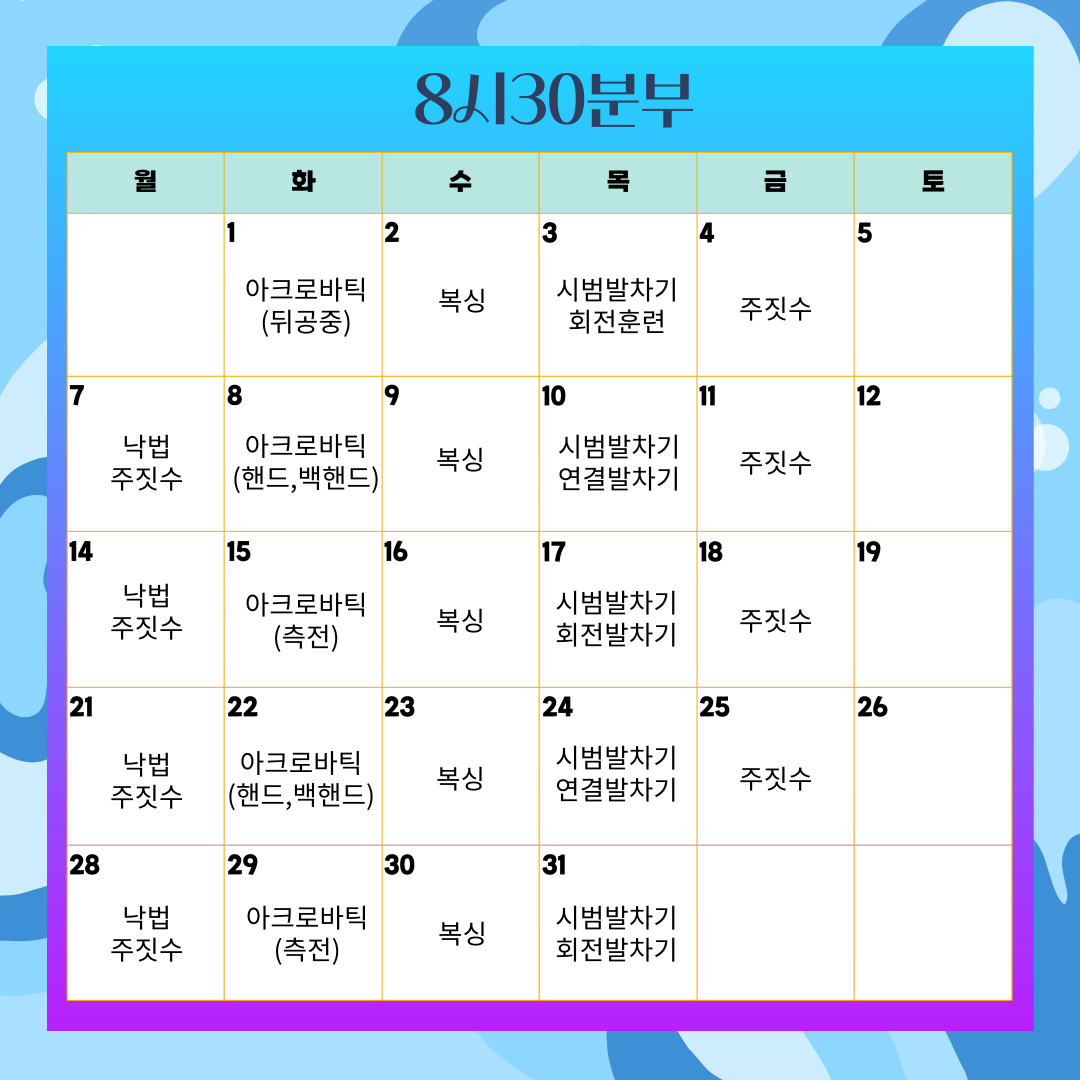 8시30분부
월 화 수 목 금 토
1 2 3 4 5
아크로바틱
(뒤공중)
복싱
시범발차기
회전훈련
주짓수
7 8 9 10 11 12
낙법
주짓수
아크로바틱
(핸드,백핸드)
복싱
시범발차기
연결발차기
주짓수
14 15 16 17 18 19
낙법
주짓수
아크로바틱
(측전)
복싱
시범발차기
회전발차기
주짓수
21 22 23 24 25 26
낙법
주짓수
아크로바틱
(핸드,백핸드)
복싱
시범발차기
연결발차기
주짓수
28 29 30 31
낙법
주짓수
아크로바틱
(측전)
복싱
시범발차기
회전발차기